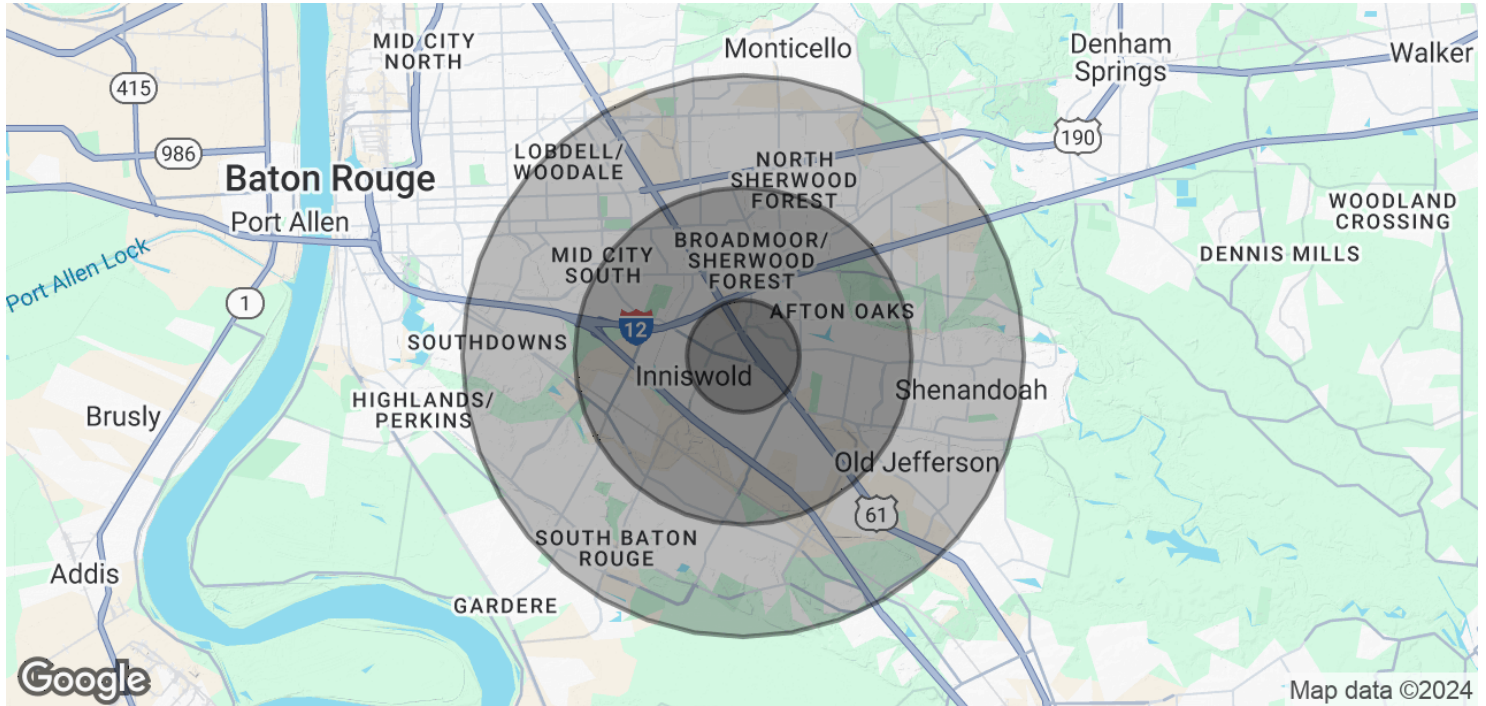 MID CITY
NORTH
Monticello
Denham
Springs
Walker
415
190
986
LOBDELL/
WOODALE
NORTH
SHERWOOD
FOREST
Baton Rouge
Port Allen
WOODLAND
CROSSING
MID CITY
SOUTH
BROADMOOR/
SHERWOOD
FOREST
DENNIS MILLS
Port Allen Lock
1
AFTON OAKS
12
SOUTHDOWNS
Inniswold
Shenandoah
HIGHLANDS/
PERKINS
Brusly
Old Jefferson
61
SOUTH BATON
ROUGE
Addis
GARDERE
Google
Map data ©2024